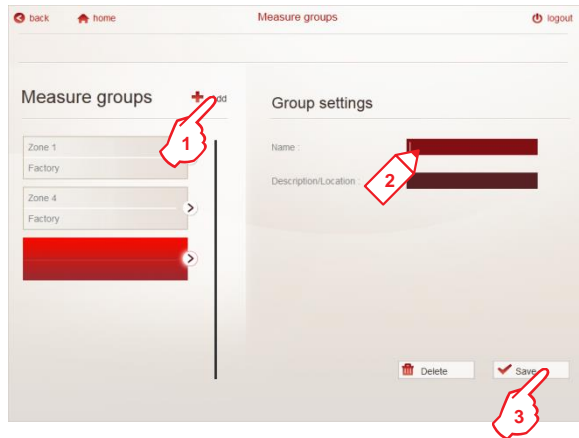 back home Measure groups logout
Measure groups
Add
1
Zone 1
Factory
Zone 4
Factory
Group settings
Name :
Description/Location :
2
Delete
Save
3